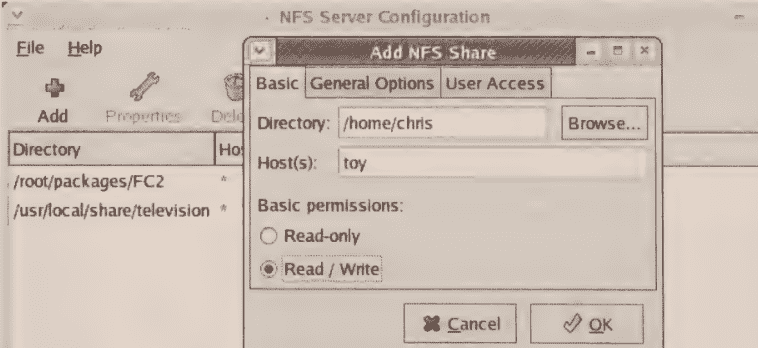 NFS Server Configuration
File Help
Add Properties
Directory
/root/packages/FC2 *
/usr/local/share/television *
Add NFS Share
Basic General Options User Access
Directory: /home/chris Browse...
Host(s): toy
Basic permissions:
Read-only
Read / Write
Cancel OK